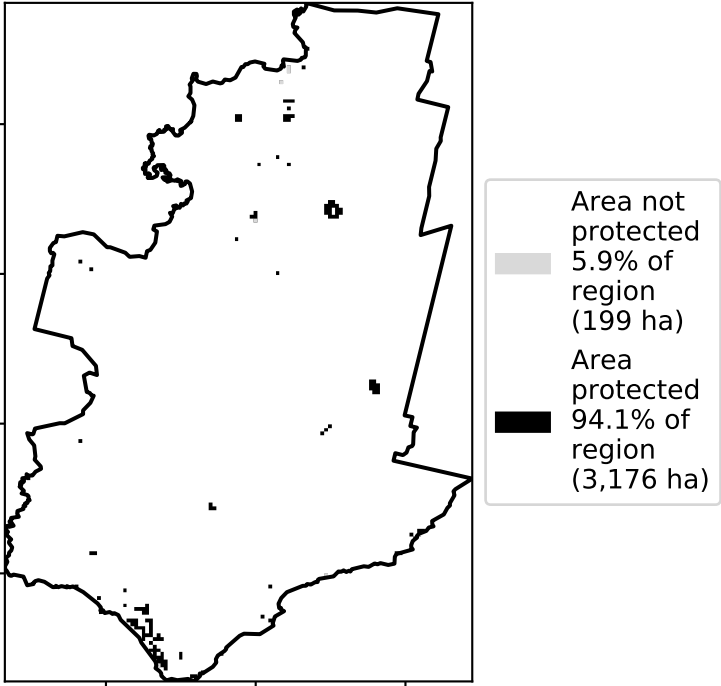 Area not
protected
5.9% of
region
(199 ha)
Area
protected
94.1% of
region
(3,176 ha)